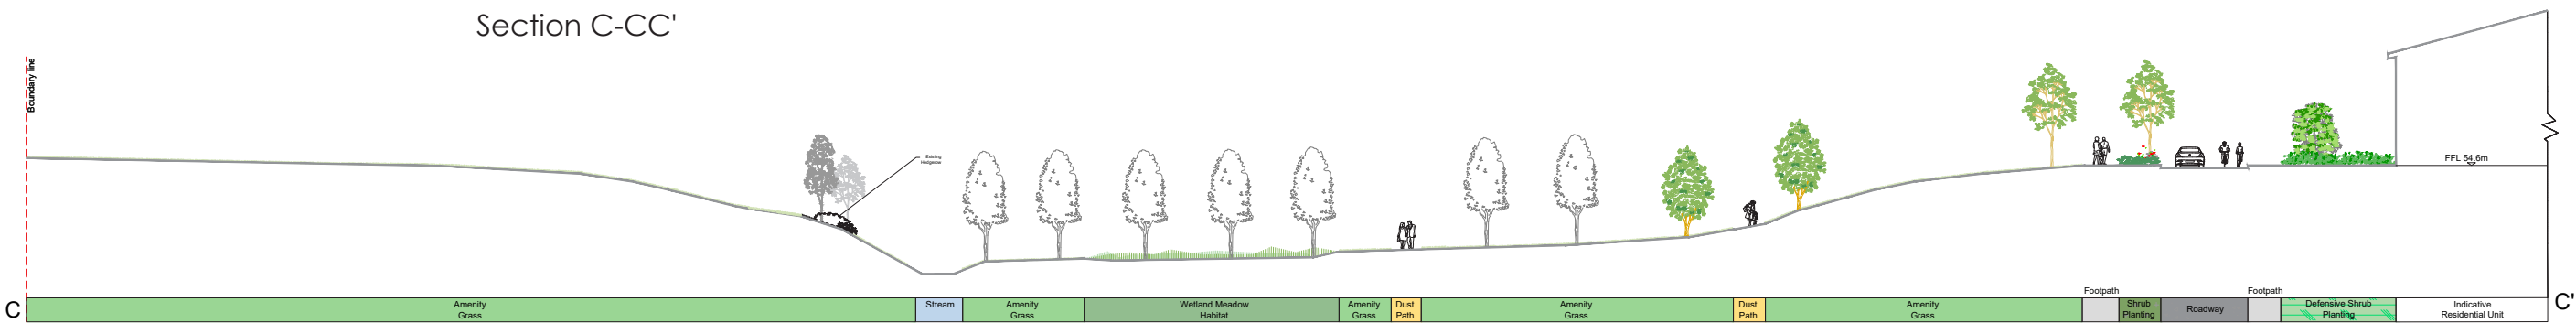 Section C-CC'
Boundary line
Existing
Hedgerow
FFL 54.6m
C
Amenity
Grass
Stream
Amenity
Grass
Wetland Meadow
Habitat
Amenity
Grass
Dust
Path
Amenity
Grass
Dust
Path
Amenity
Grass
Footpath
Shrub
Planting
Roadway
Footpath
Defensive Shrub
Planting
Indicative
Residential Unit
C'